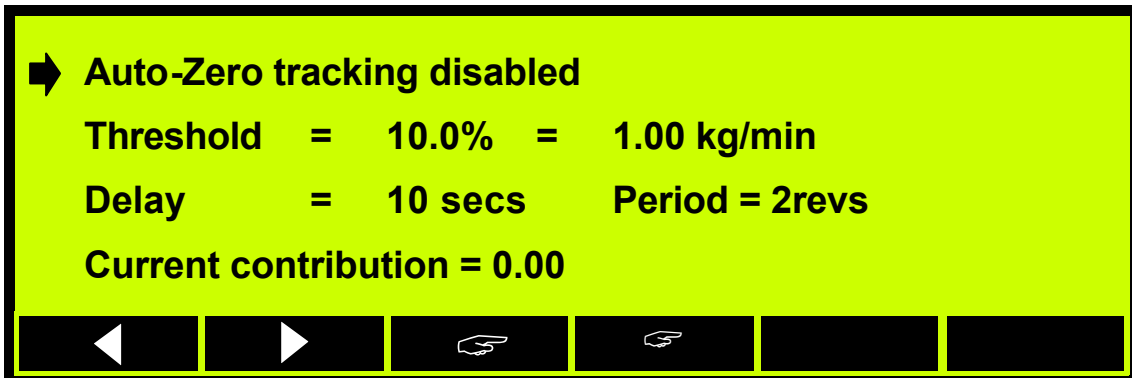 Auto-Zero tracking disabled
Threshold = 10.0% = 1.00 kg/min
Delay = 10 secs Period = 2revs
Current contribution = 0.00